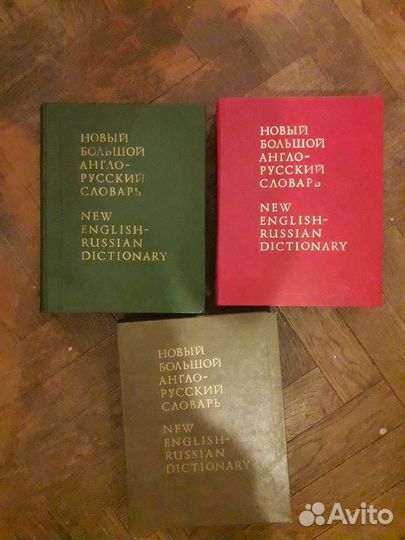 НОВЫЙ
БОЛЬШОЙ
АНГЛО-
РУССКИЙ
СЛОВАРЬ
NEW
ENGLISH-
RUSSIAN
DICTIONARY
НОВЫЙ
БОЛЬШОЙ
АНГЛО-
РУССКИЙ
СЛОВАРЬ
NEW
ENGLISH-
RUSSIAN
DICTIONARY
НОВЫЙ
БОЛЬШОЙ
АНГЛО-
РУССКИЙ
СЛОВАРЬ
NEW
ENGLISH-
RUSSIAN
DICTIONARY
Avito